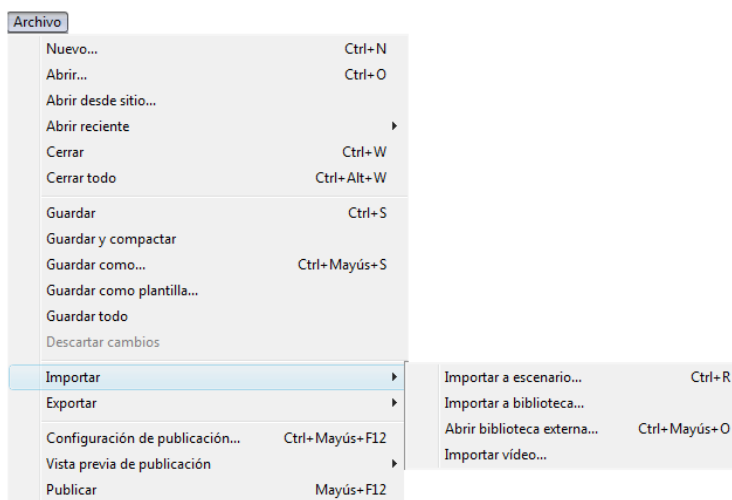 Archivo
Nuevo... Ctrl+N
Abrir... Ctrl+O
Abrir desde sitio...
Abrir reciente
Cerrar Ctrl+W
Cerrar todo Ctrl+Alt+W
Guardar Ctrl+S
Guardar y compactar
Guardar como... Ctrl+Mayús+S
Guardar como plantilla...
Guardar todo
Descartar cambios
Importar
Exportar
Configuración de publicación... Ctrl+Mayús+F12
Vista previa de publicación
Publicar Mayús+F12
Importar a escenario... Ctrl+R
Importar a biblioteca...
Abrir biblioteca externa... Ctrl+Mayús+O
Importar vídeo...